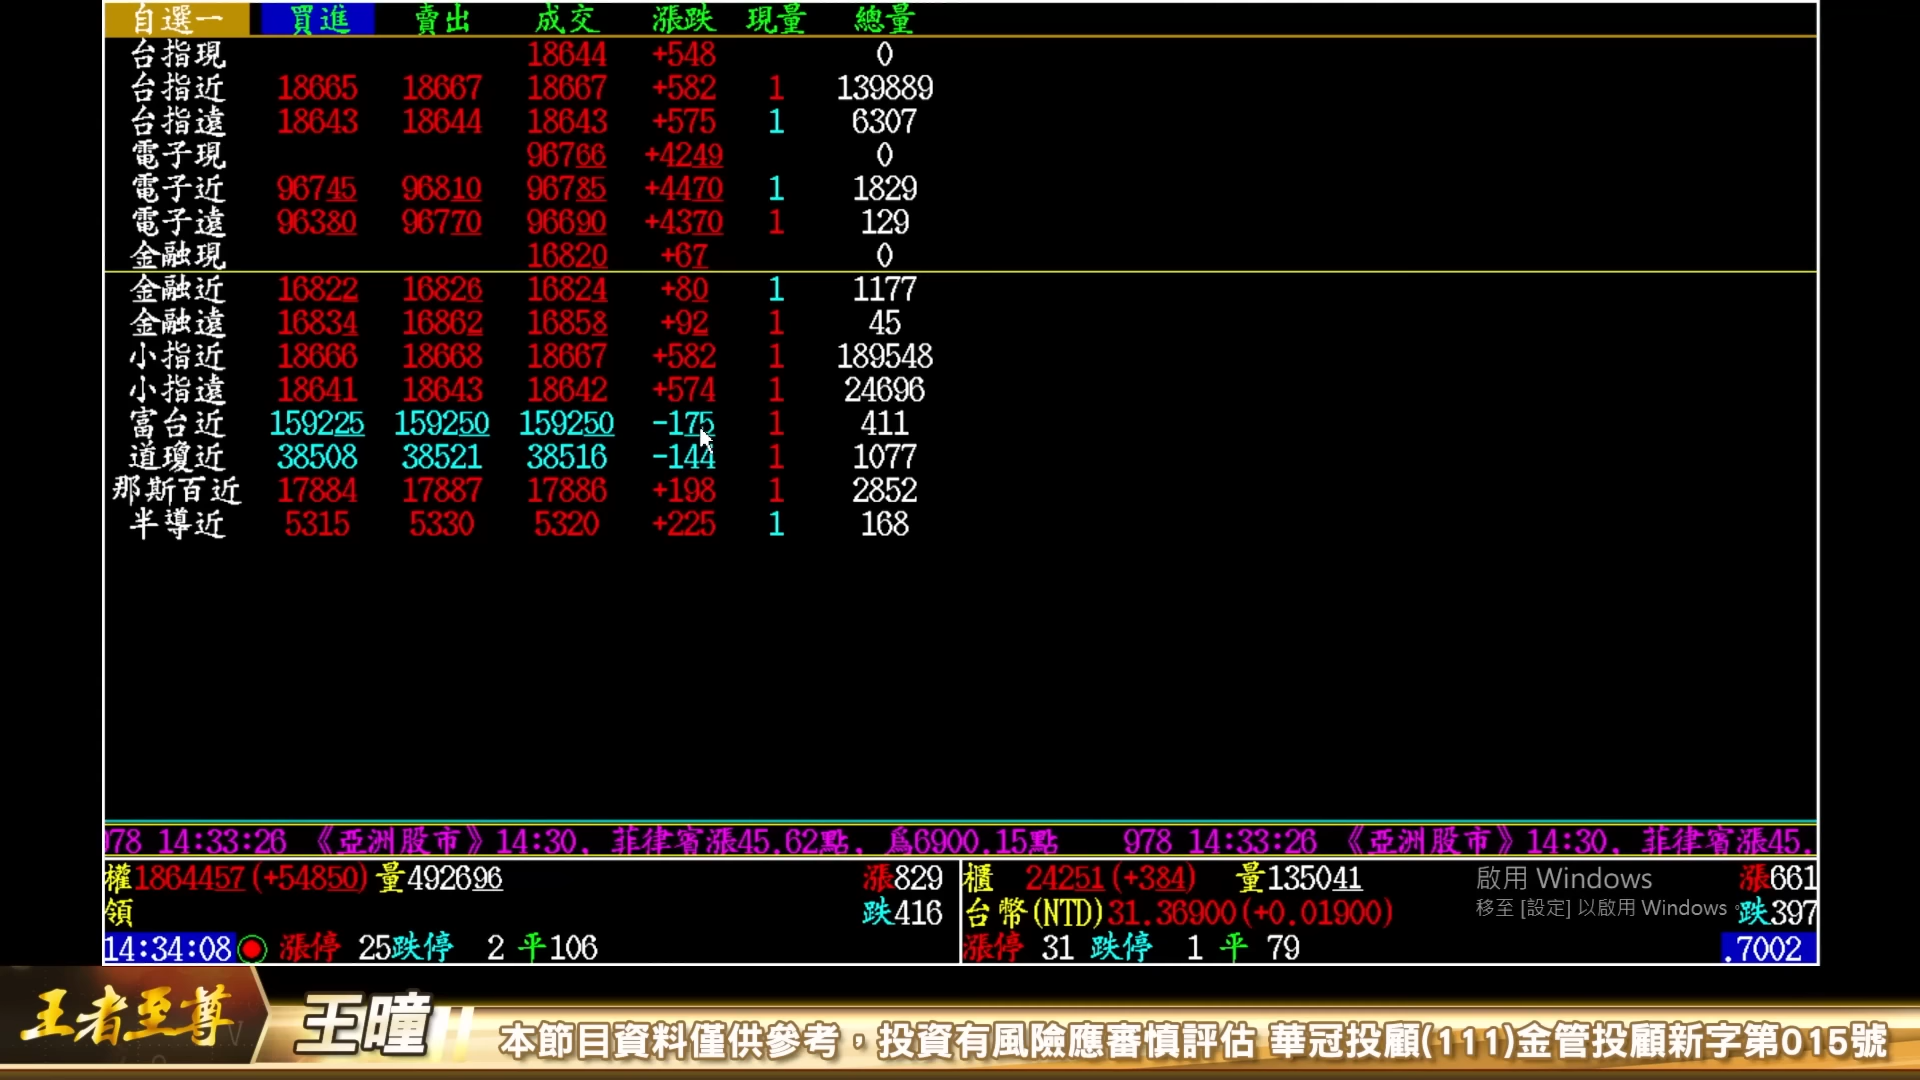 自選一 買進 賣出 成交 漲跌 現量 總量
台指現 18644 +548 0
台指近 18665 18667 18667 +582 1 139889
台指遠 18643 18644 18643 +575 1 6307
電子現 96766 +4249 0
電子近 96745 96810 96785 +4470 1 1829
電子遠 96380 96770 96690 +4370 1 129
金融現 16820 +67 0
金融近 16822 16826 16824 +80 1 1177
金融遠 16834 16862 16858 +92 1 45
小指近 18666 18668 18667 +582 1 189548
小指遠 18641 18643 18642 +574 1 24696
富台近 159225 159250 159250 -175 1 411
道瓊近 38508 38521 38516 -144 1 1077
那斯百近 17884 17887 17886 +198 1 2852
半導近 5315 5330 5320 +225 1 168
978 14:33:26 《亞洲股市》14:30, 菲律賓漲45.62點, 為6900.15點 978 14:33:26 《亞洲股市》14:30, 菲律賓漲45.
權1864457(+54850) 量492696 漲829
領 跌416
14:34:08 漲停 25跌停 2 平106
櫃 24251(+384) 量135041 漲661
台幣(NTD)31.36900(+0.01900) 跌397
漲停 31 跌停 1 平 79 .7002
啟用 Windows
移至 [設定] 以啟用 Windows。
王者至尊 王曈
本節目資料僅供參考，投資有風險應審慎評估 華冠投顧(111)金管投顧新字第015號